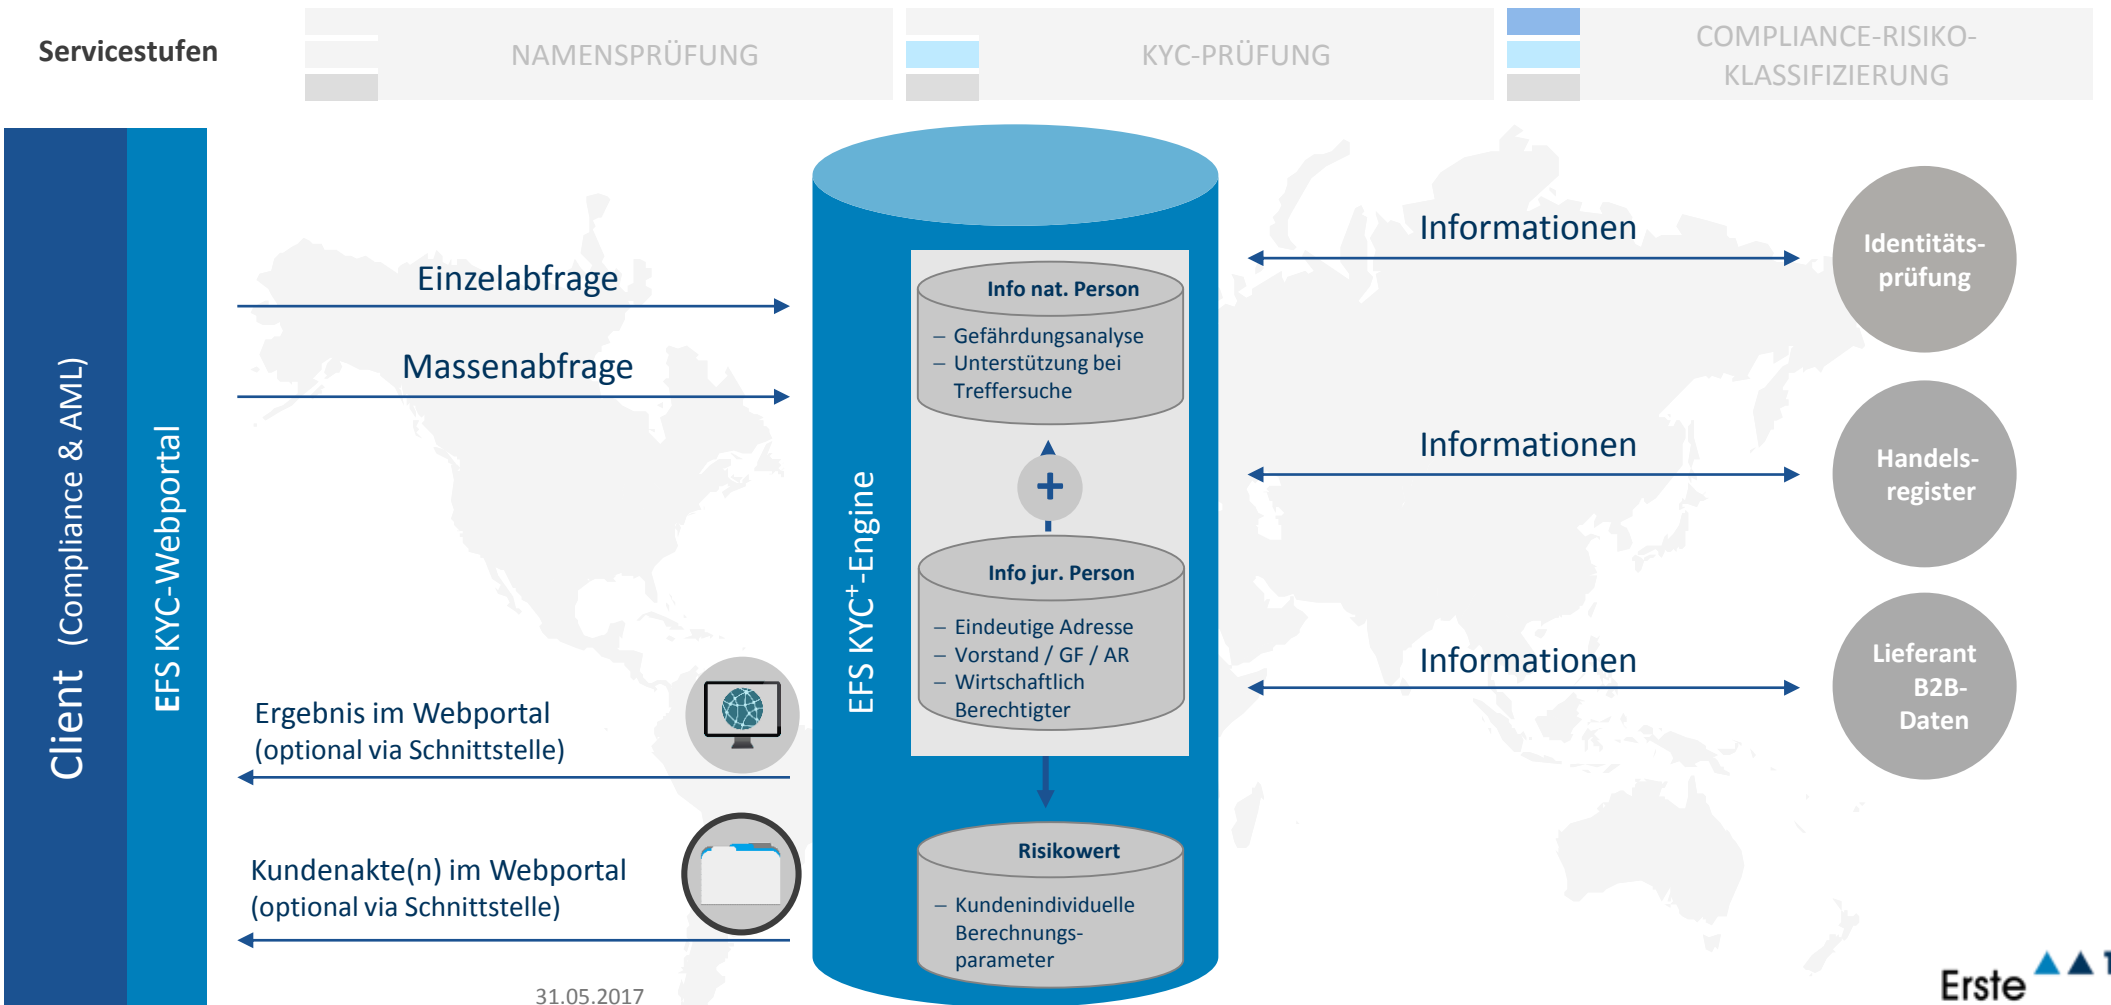 Servicestufen
NAMENSPRÜFUNG
KYC-PRÜFUNG
COMPLIANCE-RISIKO-
KLASSIFIZIERUNG
Client (Compliance & AML)
EFS KYC-Webportal
Einzelabfrage
Massenabfrage
Ergebnis im Webportal
(optional via Schnittstelle)
Kundenakte(n) im Webportal
(optional via Schnittstelle)
EFS KYC⁺-Engine
Info nat. Person
– Gefährdungsanalyse
– Unterstützung bei
Treffersuche
+
Info jur. Person
– Eindeutige Adresse
– Vorstand / GF / AR
– Wirtschaftlich
Berechtigter
Risikowert
– Kundenindividuelle
Berechnungs-
parameter
Informationen
Identitäts-
prüfung
Informationen
Handels-
register
Informationen
Lieferant
B2B-
Daten
31.05.2017
Erste